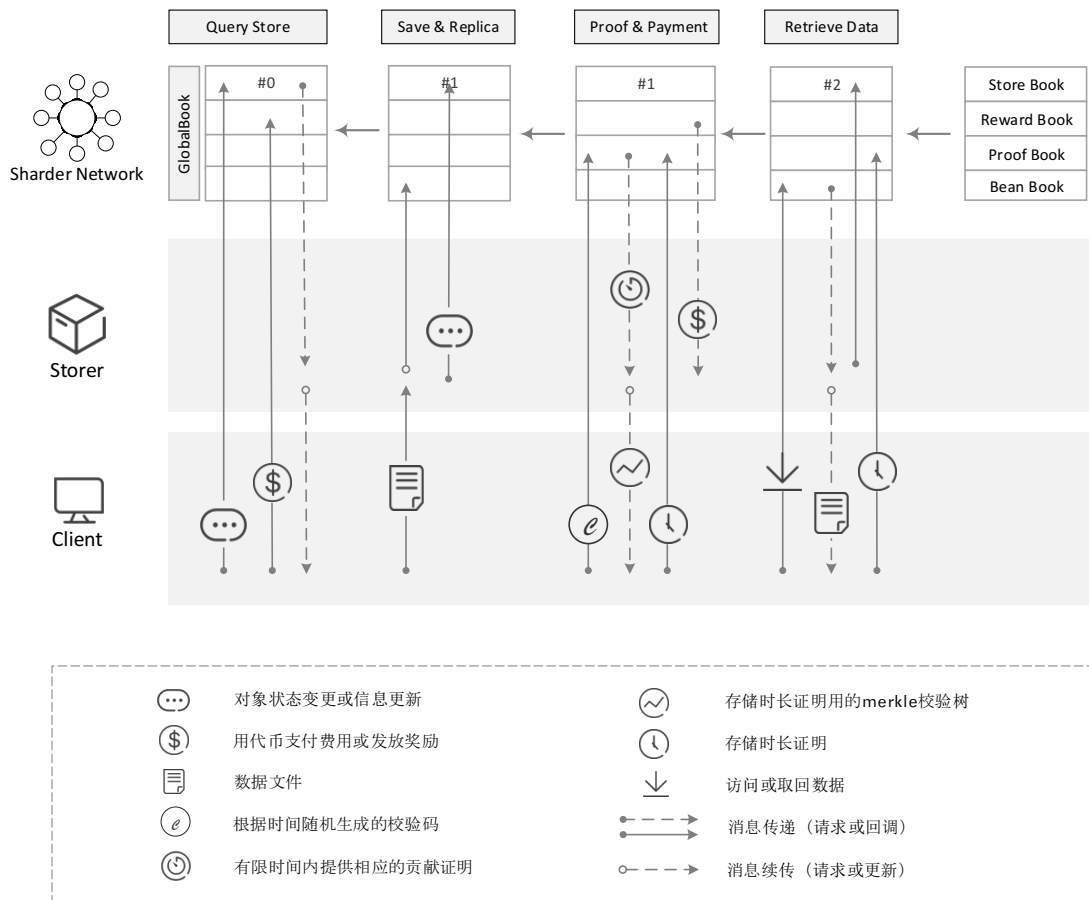 Query Store
Save & Replica
Proof & Payment
Retrieve Data
GlobalBook
#0
#1
#1
#2
Store Book
Reward Book
Proof Book
Bean Book
Sharder Network
Storer
$
$
Client
e
对象状态变更或信息更新
存储时长证明用的merkle校验树
$
用代币支付费用或发放奖励
存储时长证明
数据文件
访问或取回数据
e
根据时间随机生成的校验码
消息传递（请求或回调）
有限时间内提供相应的贡献证明
消息续传（请求或更新）